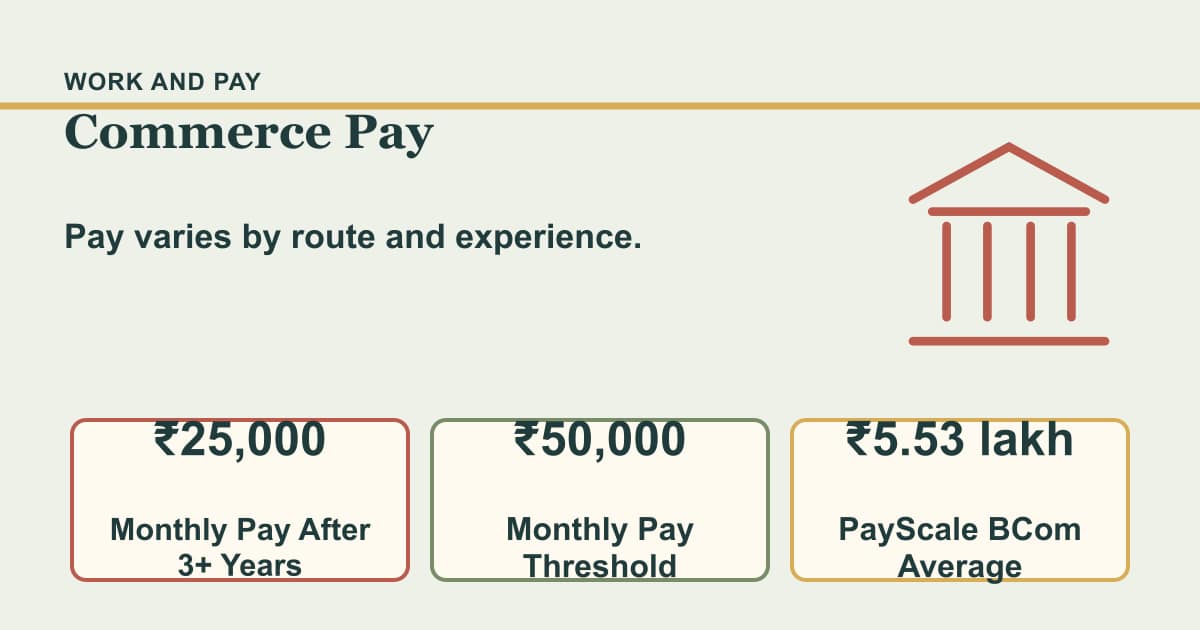 WORK AND PAY
Commerce Pay
Pay varies by route and experience.
₹25,000
Monthly Pay After
3+ Years
₹50,000
Monthly Pay
Threshold
₹5.53 lakh
PayScale BCom
Average